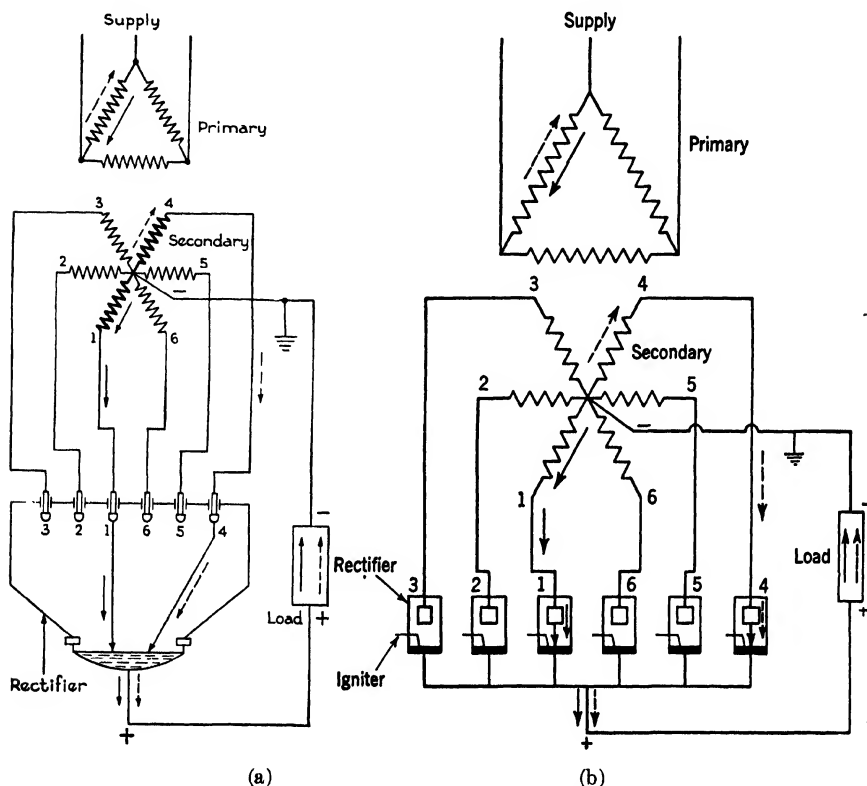 Supply
Primary
3 4
Secondary
2 5
−
1 6
3 2 1 6 5 4
−
Load
+
Rectifier
+
(a)
Supply
Primary
3 4
Secondary
2 5
−
1 6
−
Load
+
Rectifier
3 2 1 6 5 4
Igniter
+
(b)